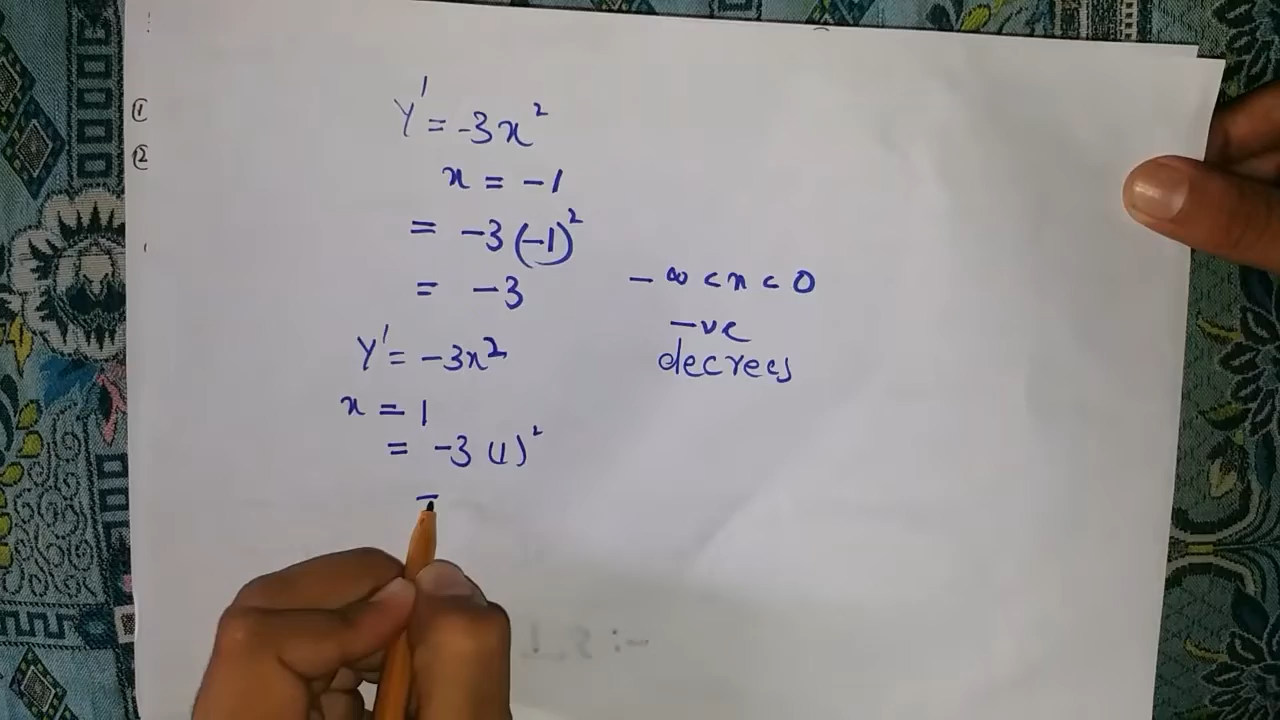 ①
②
y' = -3x²
x = -1
= -3(-1)²
= -3
-∞ < x < 0
-ve
decrees
y' = -3x²
x = 1
= -3(1)²